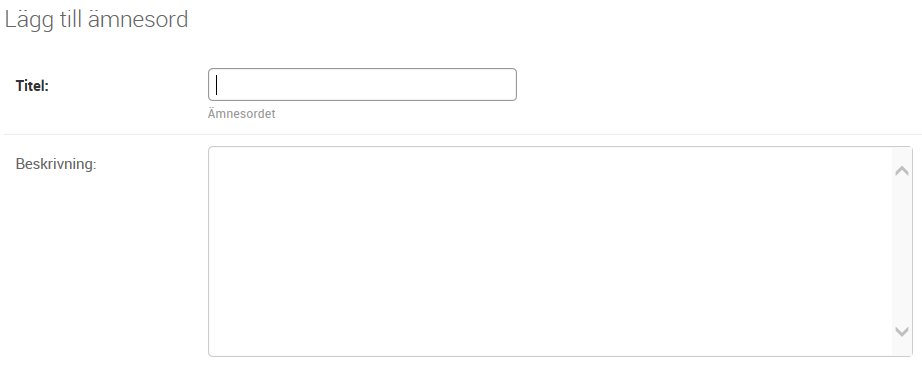 Lägg till ämnesord
Titel:
Ämnesordet
Beskrivning: